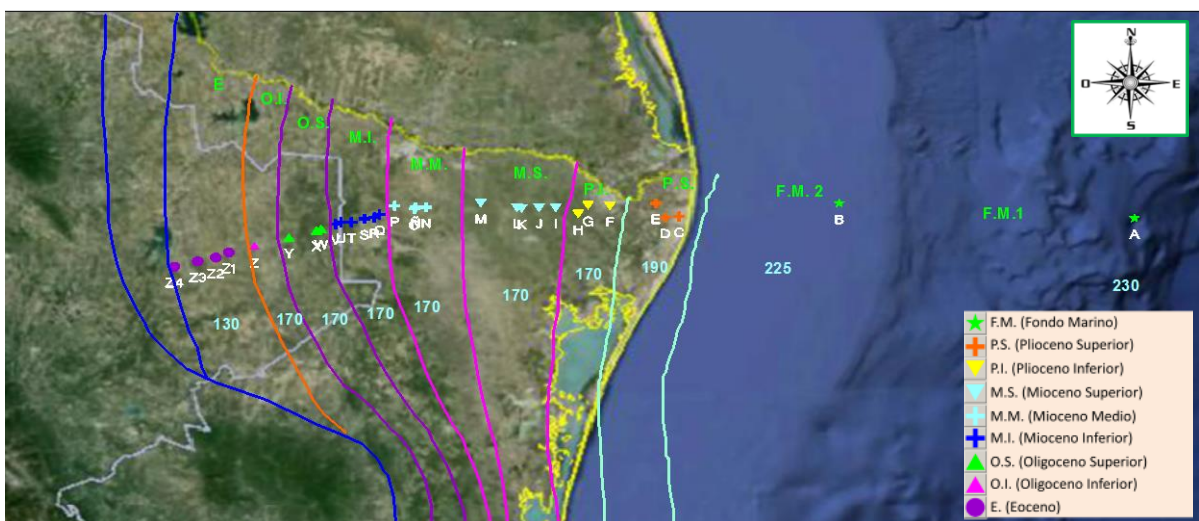 N
O E
S
E
O.I.
O.S.
M.I.
M.M.
M.S.
P.I.
P.S.
F.M. 2
F.M.1
Z4 Z3 Z2 Z1 Z Y X W U T S R Q P Ñ N M L K J I H G F E D C B A
130 170 170 170 170 170 170 190 225 230
F.M. (Fondo Marino)
P.S. (Plioceno Superior)
P.I. (Plioceno Inferior)
M.S. (Mioceno Superior)
M.M. (Mioceno Medio)
M.I. (Mioceno Inferior)
O.S. (Oligoceno Superior)
O.I. (Oligoceno Inferior)
E. (Eoceno)